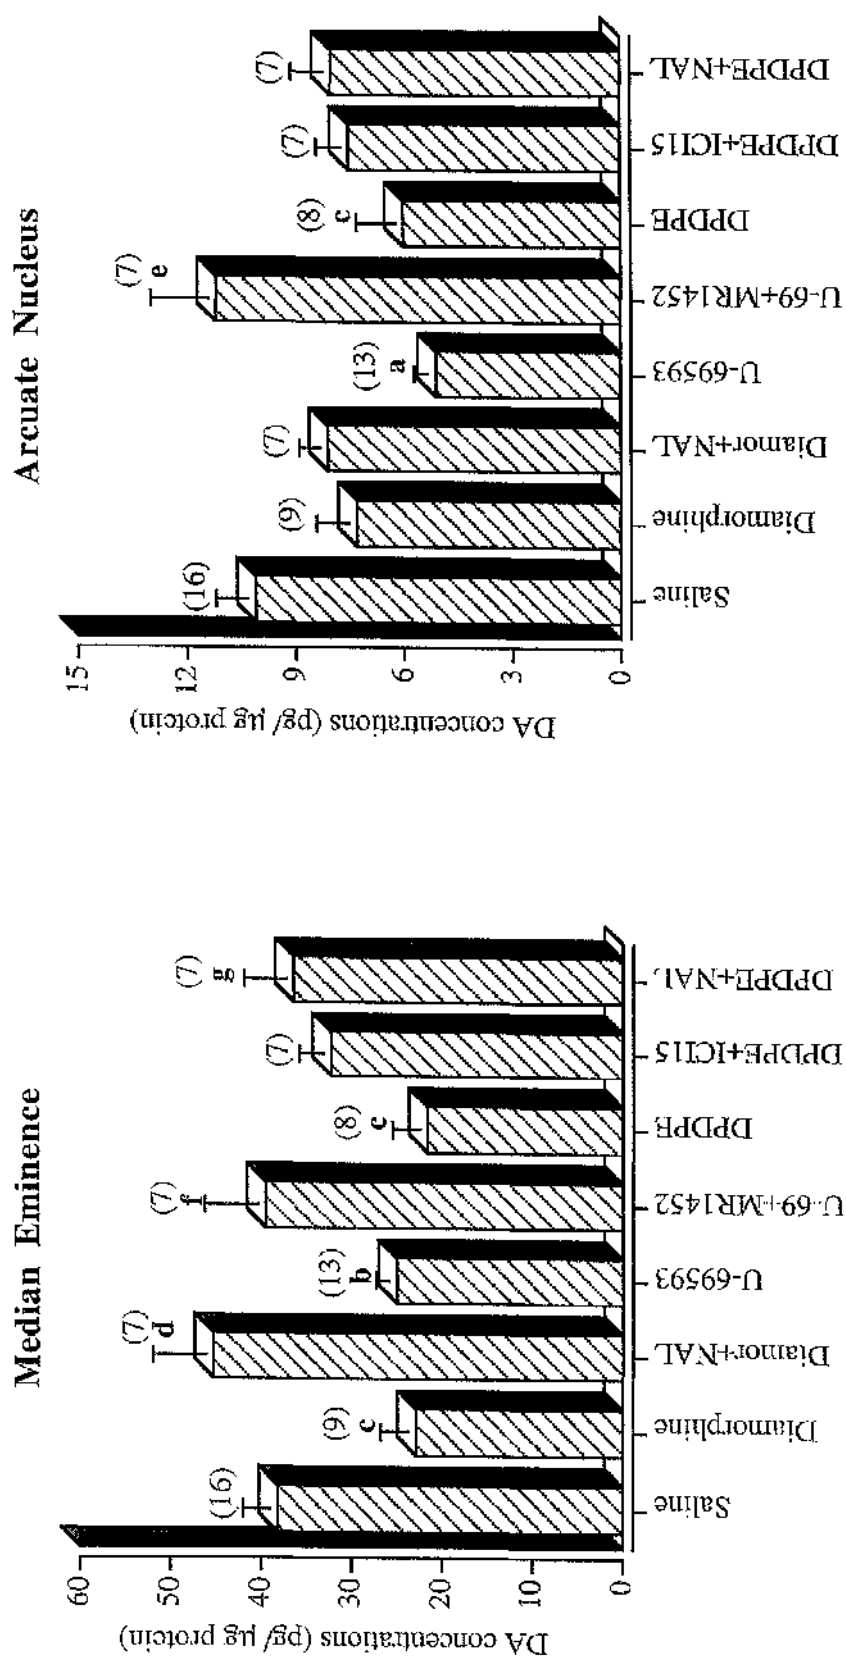 Median Eminence
DA concentrations (pg/ μg protein)
60
50
40
30
20
10
0
(16)
(9)
c
(7)
d
(13)
b
(7)
f
(8)
c
(7)
(7)
g
Saline
Diamorphine
Diamor+NAL
U-69593
U-69+MR1452
DPDPE
DPDPE+ICI115
DPDPE+NAL
Arcuate Nucleus
DA concentrations (pg/ μg protein)
15
12
9
6
3
0
(16)
(9)
(7)
(13)
a
(7)
e
(8)
c
(7)
(7)
Saline
Diamorphine
Diamor+NAL
U-69593
U-69+MR1452
DPDPE
DPDPE+ICI115
DPDPE+NAL